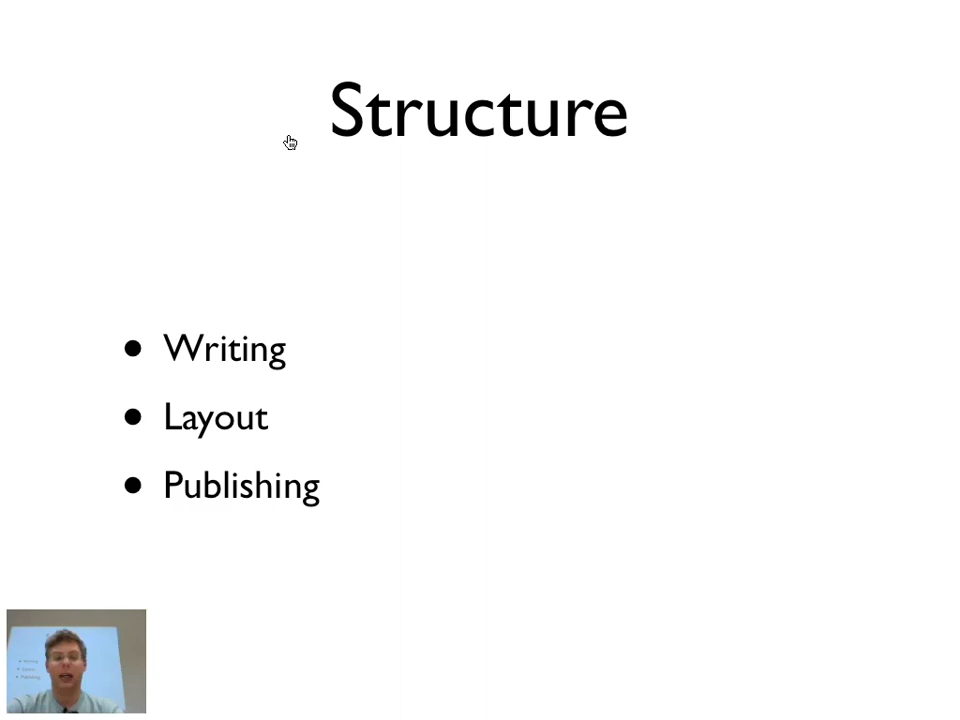 Structure
• Writing
• Layout
• Publishing